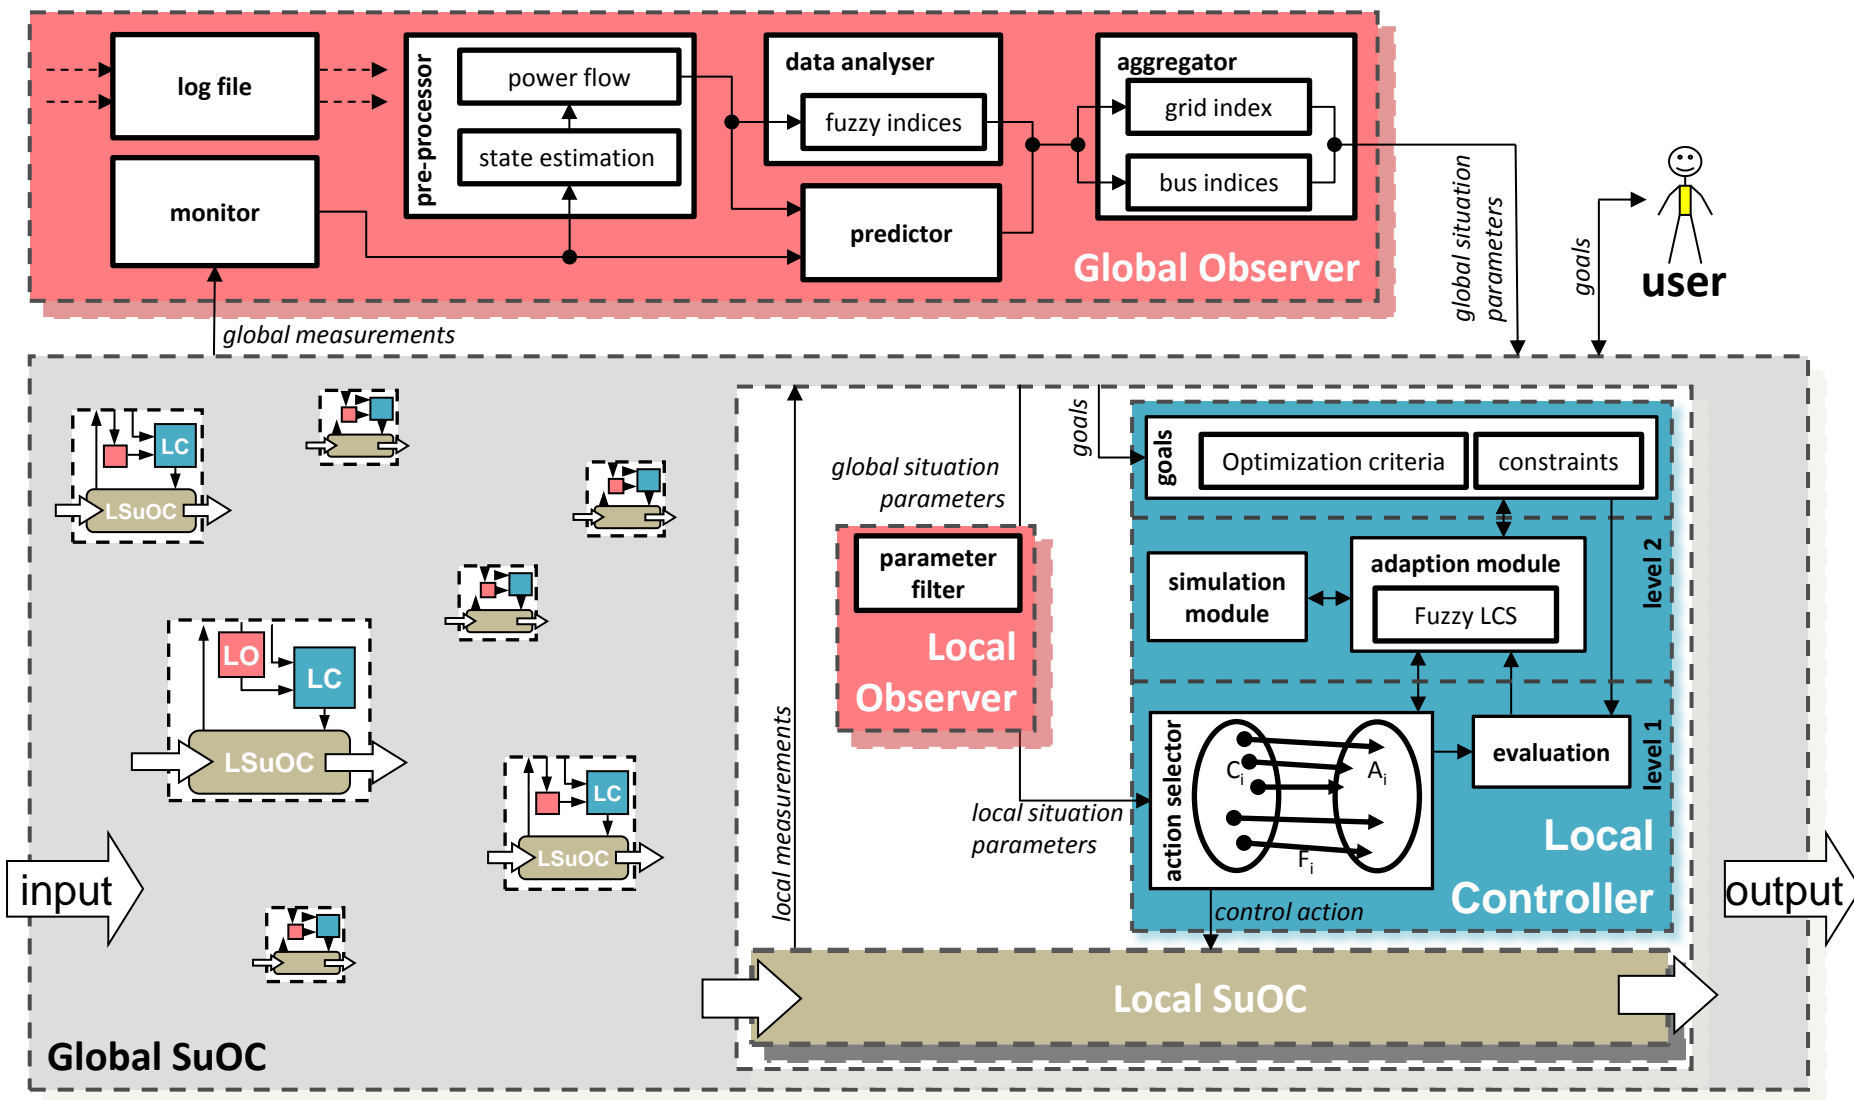 log file
monitor
pre-processor
power flow
state estimation
data analyser
fuzzy indices
predictor
aggregator
grid index
bus indices
Global Observer
global measurements
global situation
parameters
goals
user
LC
LSuOC
LO
LC
LSuOC
LC
LSuOC
input
Global SuOC
local measurements
global situation
parameters
goals
parameter
filter
Local
Observer
local situation
parameters
goals
Optimization criteria
constraints
level 2
simulation
module
adaption module
Fuzzy LCS
level 1
action selector
Ci
Ai
Fi
evaluation
Local
Controller
control action
Local SuOC
output